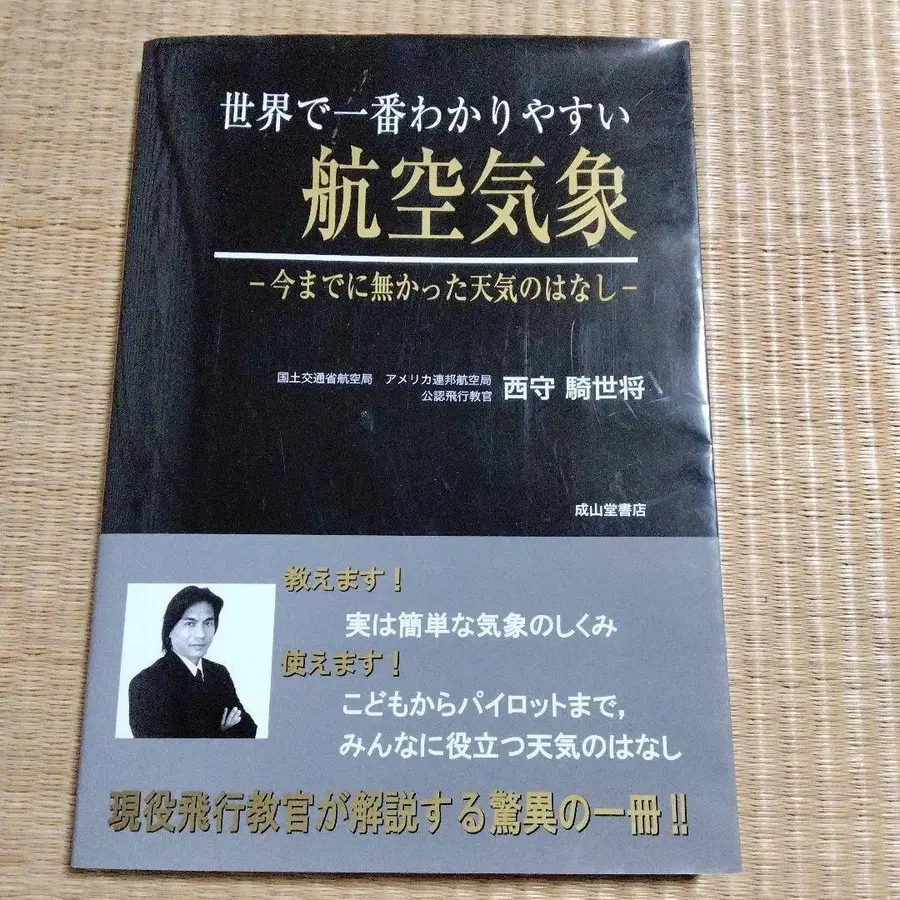 世界で一番わかりやすい
航空気象
－今までに無かった天気のはなし－
国土交通省航空局　アメリカ連邦航空局
公認飛行教官
西守 騎世将
成山堂書店
教えます！
実は簡単な気象のしくみ
使えます！
こどもからパイロットまで，
みんなに役立つ天気のはなし
現役飛行教官が解説する驚異の一冊!!